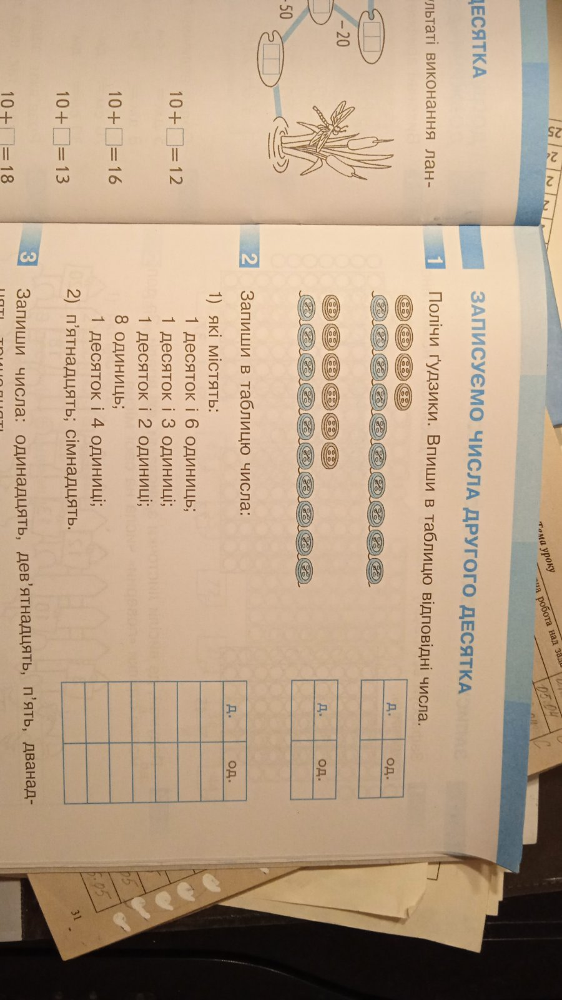 ДЕСЯТКА
ультаті виконання лан-
- 50
- 20
10 + □ = 12
10 + □ = 16
10 + □ = 13
10 + □ = 18
ЗАПИСУЄМО ЧИСЛА ДРУГОГО ДЕСЯТКА
1 Полічи ґудзики. Впиши в таблицю відповідні числа.
д. од.
д. од.
2 Запиши в таблицю числа:
1) які містять:
1 десяток і 6 одиниць;
1 десяток і 3 одиниці;
1 десяток і 2 одиниці;
8 одиниць;
1 десяток і 4 одиниці;
2) п'ятнадцять; сімнадцять.
д. од.
3 Запиши числа: одинадцять, дев'ятнадцять, п'ять, дванад-
цять, тринадцять
Тема уроку
робота над
05.04
25
31